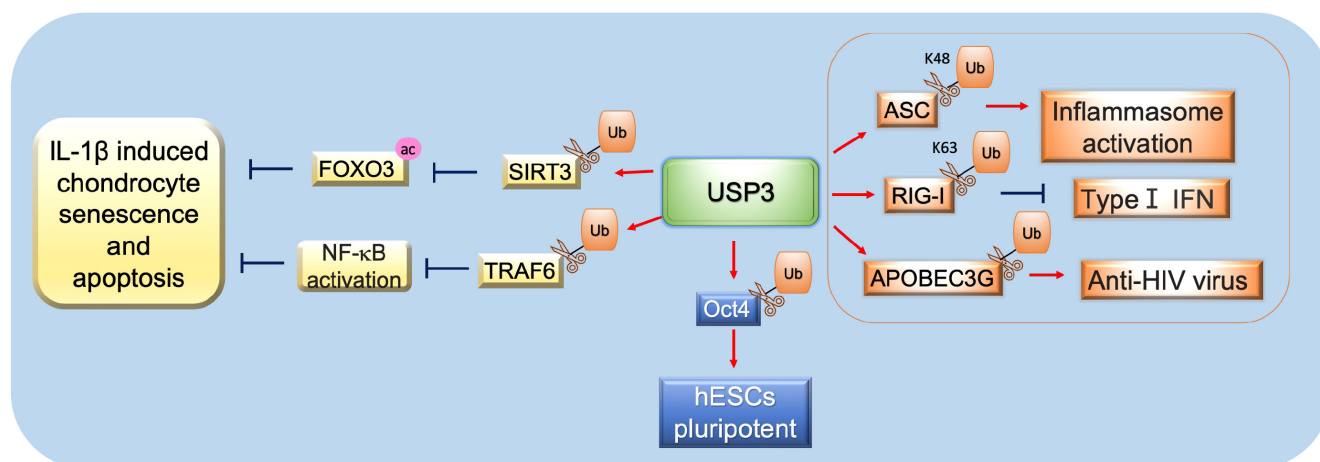 IL-1β induced
chondrocyte
senescence
and
apoptosis
FOXO3
ac
SIRT3
Ub
NF-κB
activation
TRAF6
Ub
USP3
Oct4
Ub
hESCs
pluripotent
ASC
K48
Ub
Inflammasome
activation
RIG-I
K63
Ub
Type I IFN
APOBEC3G
Ub
Anti-HIV virus